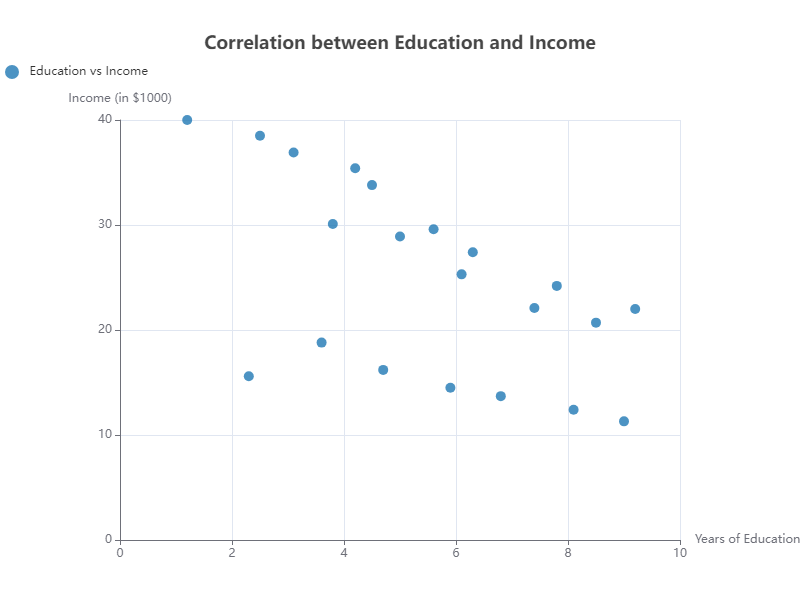 Correlation between Education and Income
Education vs Income
Income (in $1000)
40
30
20
10
0
0 2 4 6 8 10
Years of Education